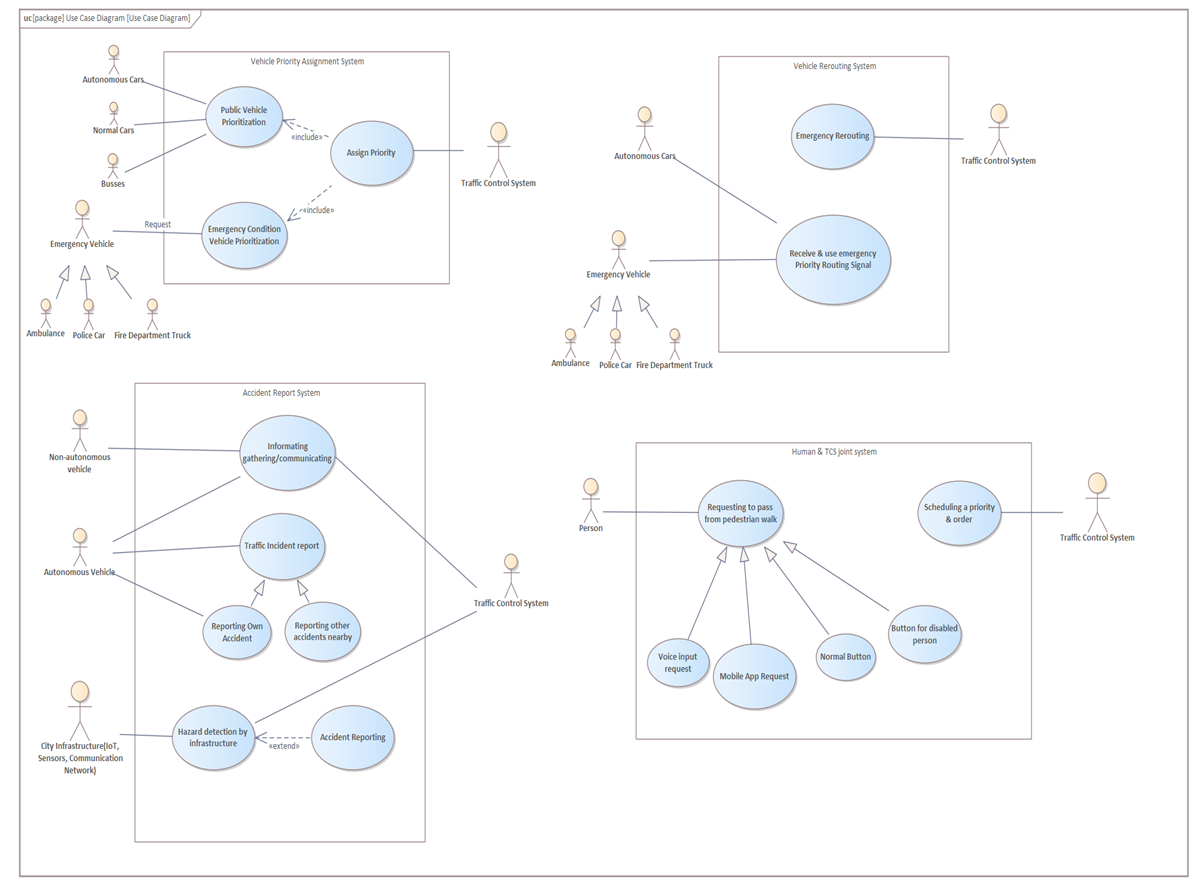 uc [package] Use Case Diagram [Use Case Diagram]
Vehicle Priority Assignment System
Autonomous Cars
Normal Cars
Busses
Public Vehicle
Prioritization
«include»
Assign Priority
Traffic Control System
«include»
Emergency Vehicle
Request
Emergency Condition
Vehicle Prioritization
Ambulance
Police Car
Fire Department Truck
Vehicle Rerouting System
Autonomous Cars
Emergency Rerouting
Traffic Control System
Emergency Vehicle
Receive & use emergency
Priority Routing Signal
Ambulance
Police Car
Fire Department Truck
Accident Report System
Non-autonomous
vehicle
Informating
gathering/communicating
Autonomous Vehicle
Traffic Incident report
Reporting Own
Accident
Reporting other
accidents nearby
Traffic Control System
City Infrastructure(IoT,
Sensors, Communication
Network)
Hazard detection by
infrastructure
«extend»
Accident Reporting
Human & TCS joint system
Person
Requesting to pass
from pedestrian walk
Scheduling a priority
& order
Traffic Control System
Voice input
request
Mobile App Request
Normal Button
Button for disabled
person